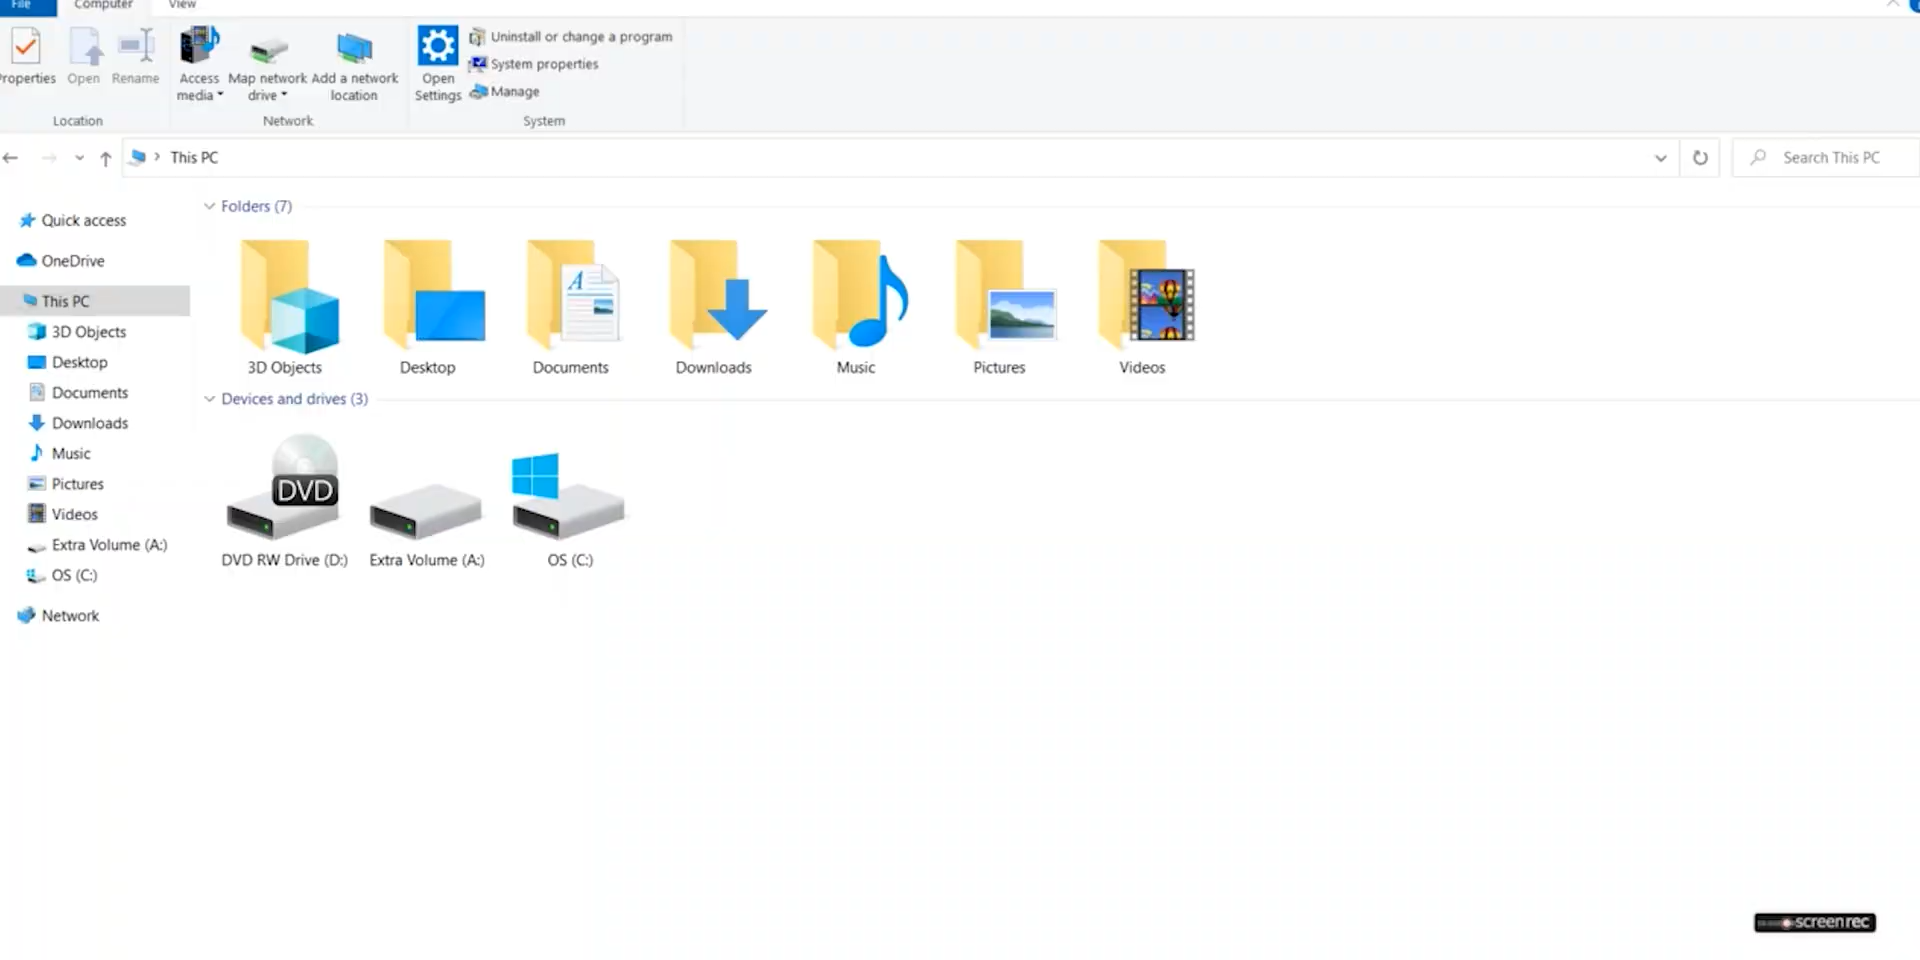 File Computer View
Properties Open Rename Access media Map network drive Add a network location Open Settings
Uninstall or change a program
System properties
Manage
Location Network System
This PC Search This PC
Quick access
OneDrive
This PC
3D Objects
Desktop
Documents
Downloads
Music
Pictures
Videos
Extra Volume (A:)
OS (C:)
Network
Folders (7)
3D Objects Desktop Documents Downloads Music Pictures Videos
Devices and drives (3)
DVD
DVD RW Drive (D:) Extra Volume (A:) OS (C:)
screenrec